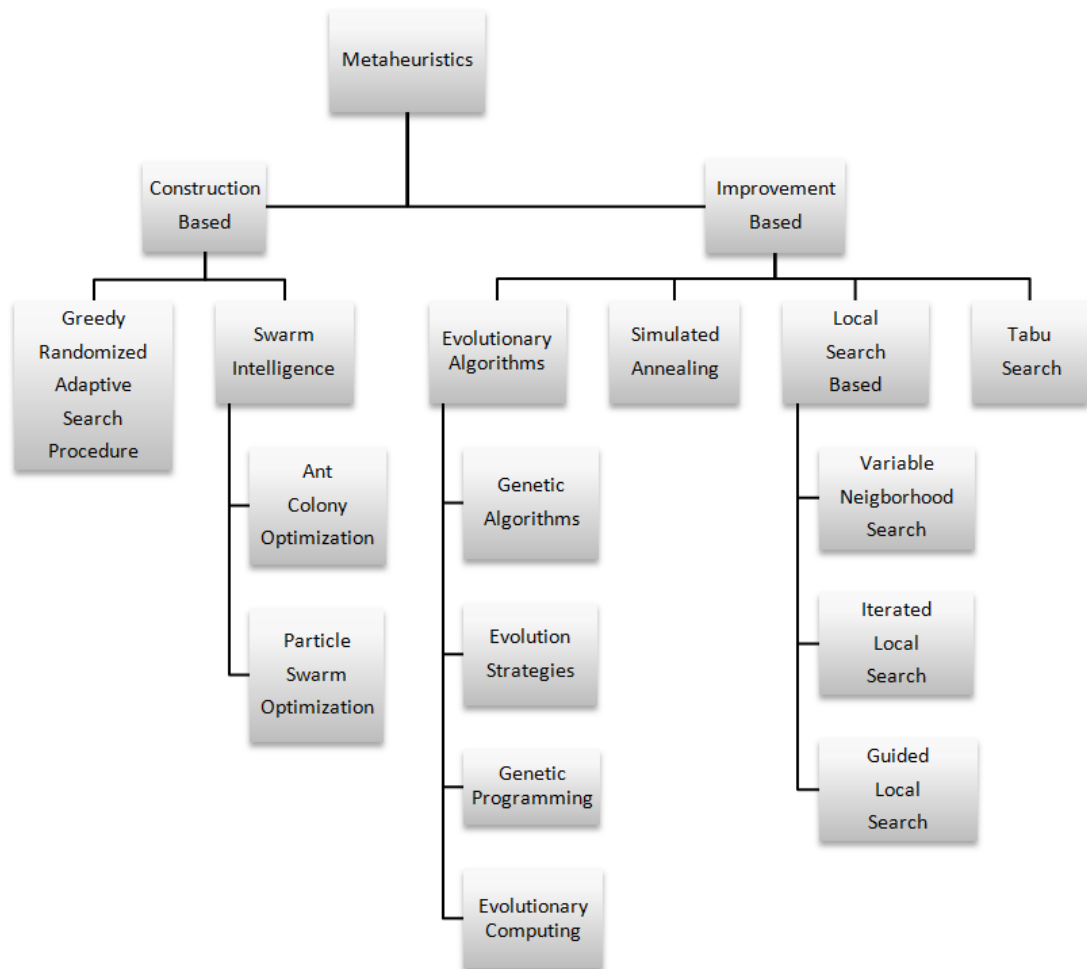 Metaheuristics
Construction
Based
Improvement
Based
Greedy
Randomized
Adaptive
Search
Procedure
Swarm
Intelligence
Evolutionary
Algorithms
Simulated
Annealing
Local
Search
Based
Tabu
Search
Ant
Colony
Optimization
Particle
Swarm
Optimization
Genetic
Algorithms
Evolution
Strategies
Genetic
Programming
Evolutionary
Computing
Variable
Neigborhood
Search
Iterated
Local
Search
Guided
Local
Search